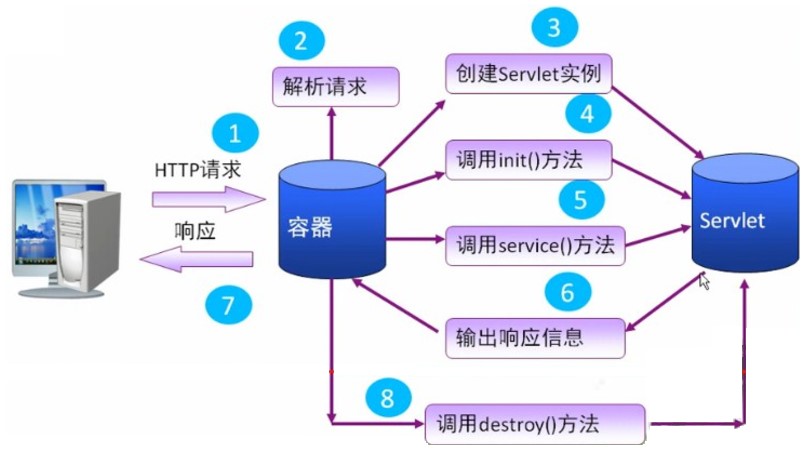 3
2
创建Servlet实例
解析请求
4
1
HTTP请求
调用init()方法
5
容器
Servlet
响应
调用service()方法
6
7
输出响应信息
8
调用destroy()方法